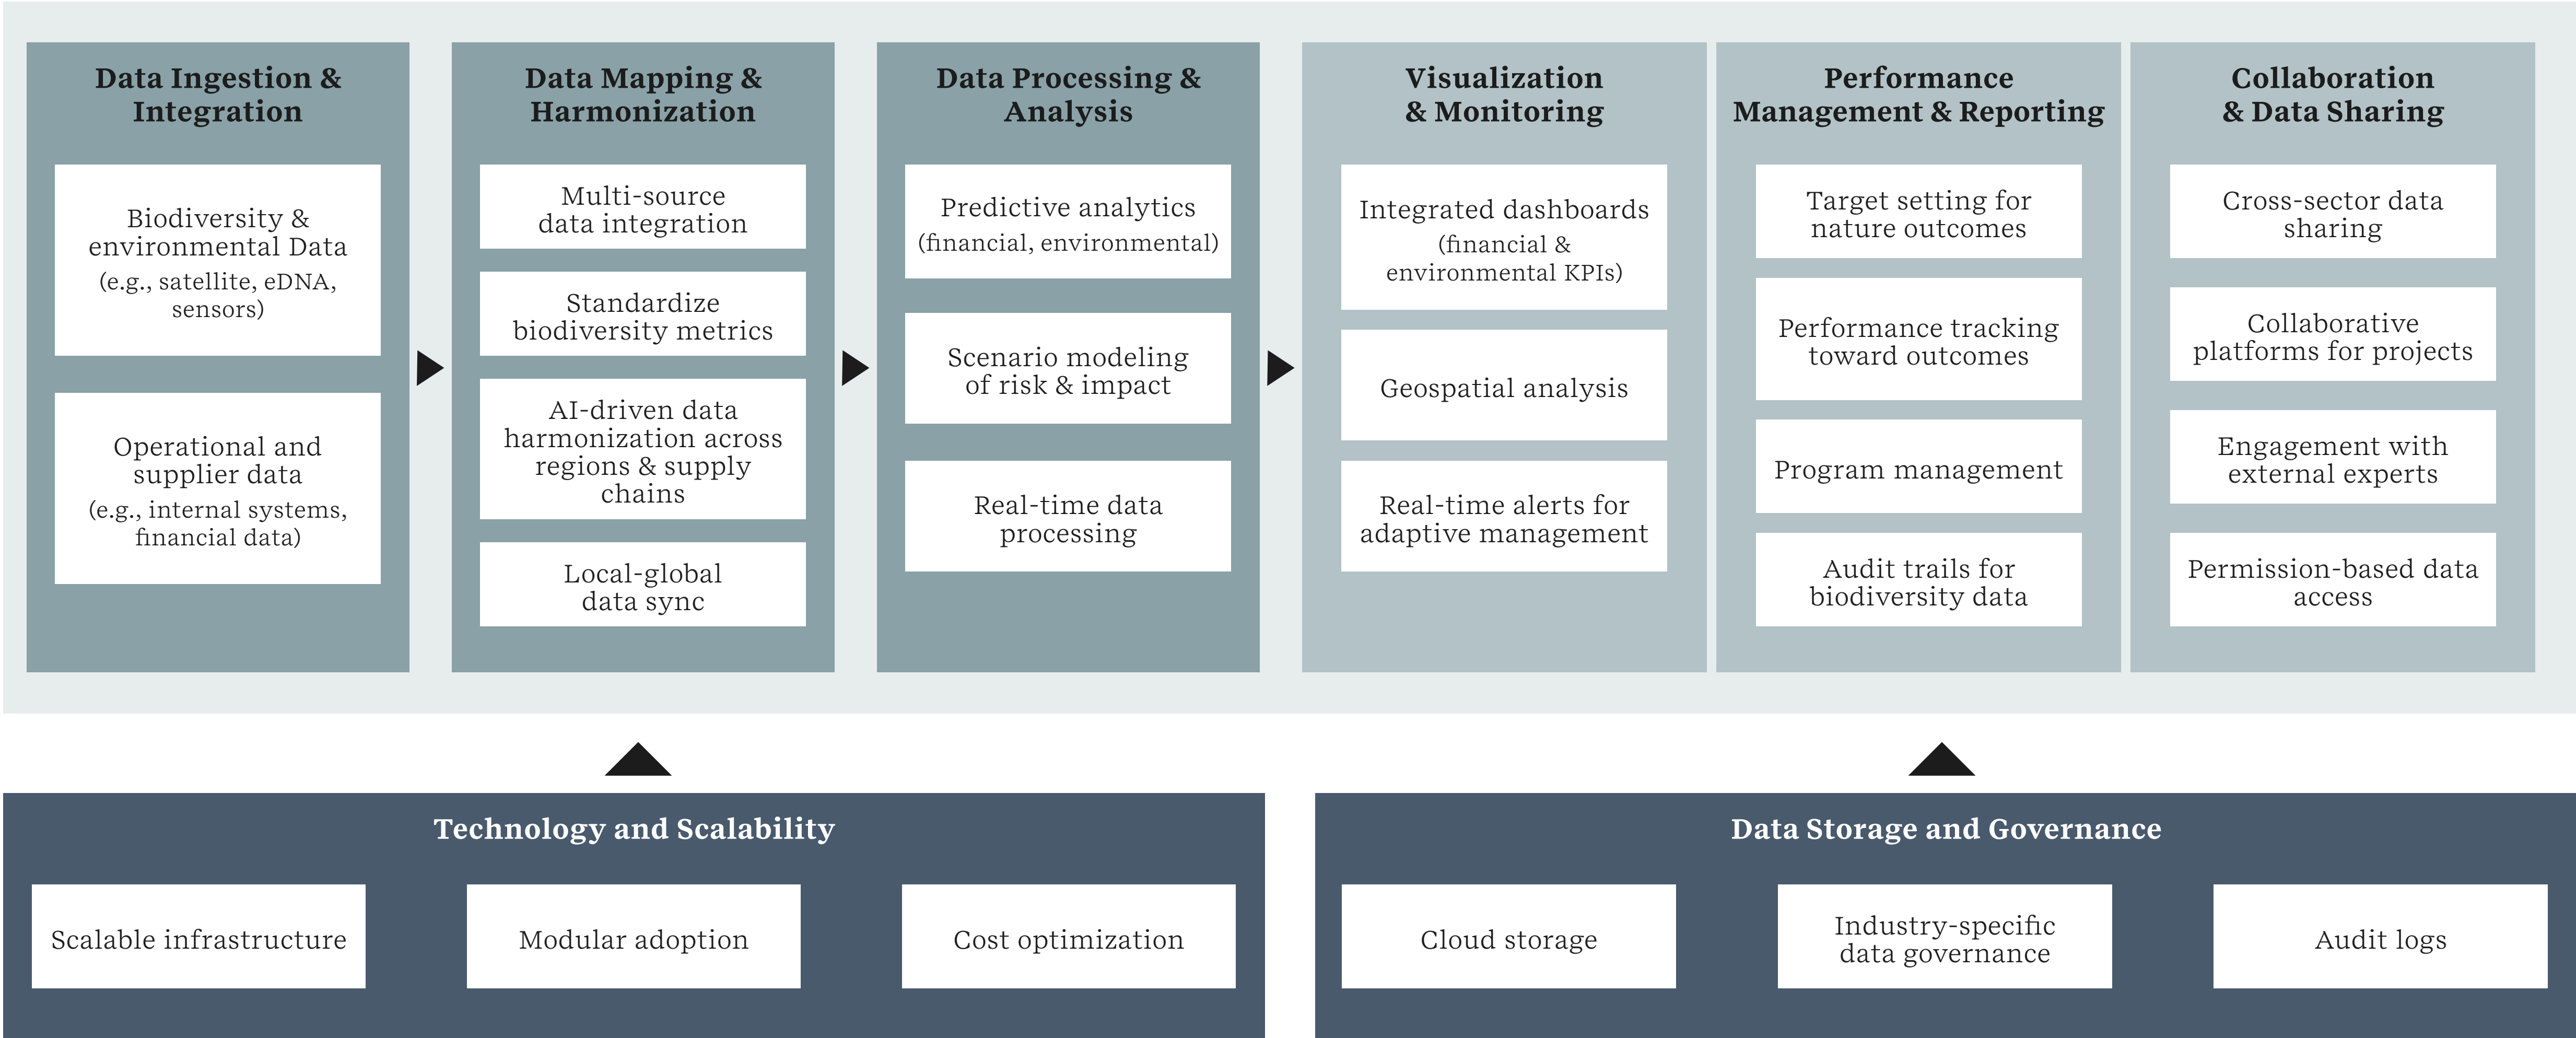 Data Ingestion &
Integration
Biodiversity &
environmental Data
(e.g., satellite, eDNA,
sensors)
Operational and
supplier data
(e.g., internal systems,
financial data)
Data Mapping &
Harmonization
Multi-source
data integration
Standardize
biodiversity metrics
AI-driven data
harmonization across
regions & supply
chains
Local-global
data sync
Data Processing &
Analysis
Predictive analytics
(financial, environmental)
Scenario modeling
of risk & impact
Real-time data
processing
Visualization
& Monitoring
Integrated dashboards
(financial &
environmental KPIs)
Geospatial analysis
Real-time alerts for
adaptive management
Performance
Management & Reporting
Target setting for
nature outcomes
Performance tracking
toward outcomes
Program management
Audit trails for
biodiversity data
Collaboration
& Data Sharing
Cross-sector data
sharing
Collaborative
platforms for projects
Engagement with
external experts
Permission-based data
access
Technology and Scalability
Scalable infrastructure
Modular adoption
Cost optimization
Data Storage and Governance
Cloud storage
Industry-specific
data governance
Audit logs